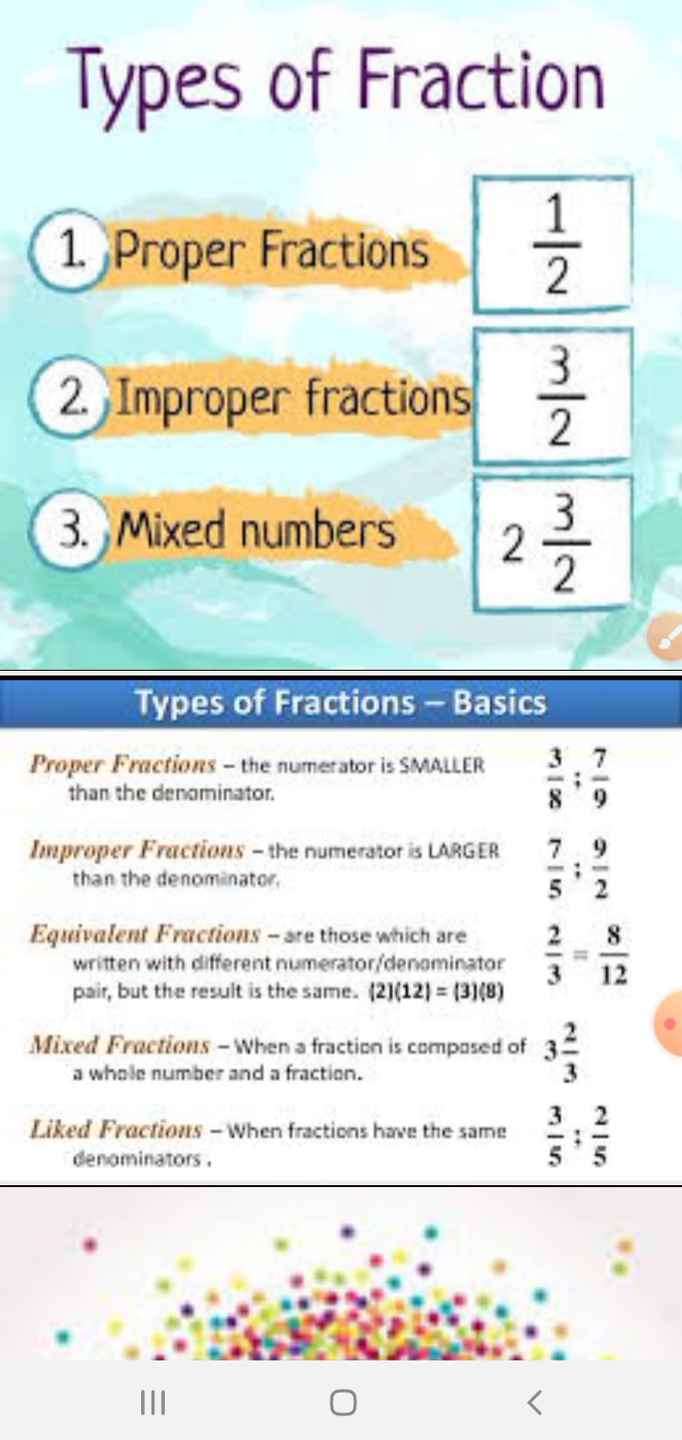 Types of Fraction
1. Proper Fractions 1/2
2. Improper fractions 3/2
3. Mixed numbers 2 3/2
Types of Fractions – Basics
Proper Fractions – the numerator is SMALLER 3/8 ; 7/9
than the denominator.
Improper Fractions – the numerator is LARGER 7/5 ; 9/2
than the denominator.
Equivalent Fractions – are those which are 2/3 = 8/12
written with different numerator/denominator
pair, but the result is the same. (2)(12) = (3)(8)
Mixed Fractions – When a fraction is composed of 3 2/3
a whole number and a fraction.
Liked Fractions – When fractions have the same 3/5 ; 2/5
denominators .